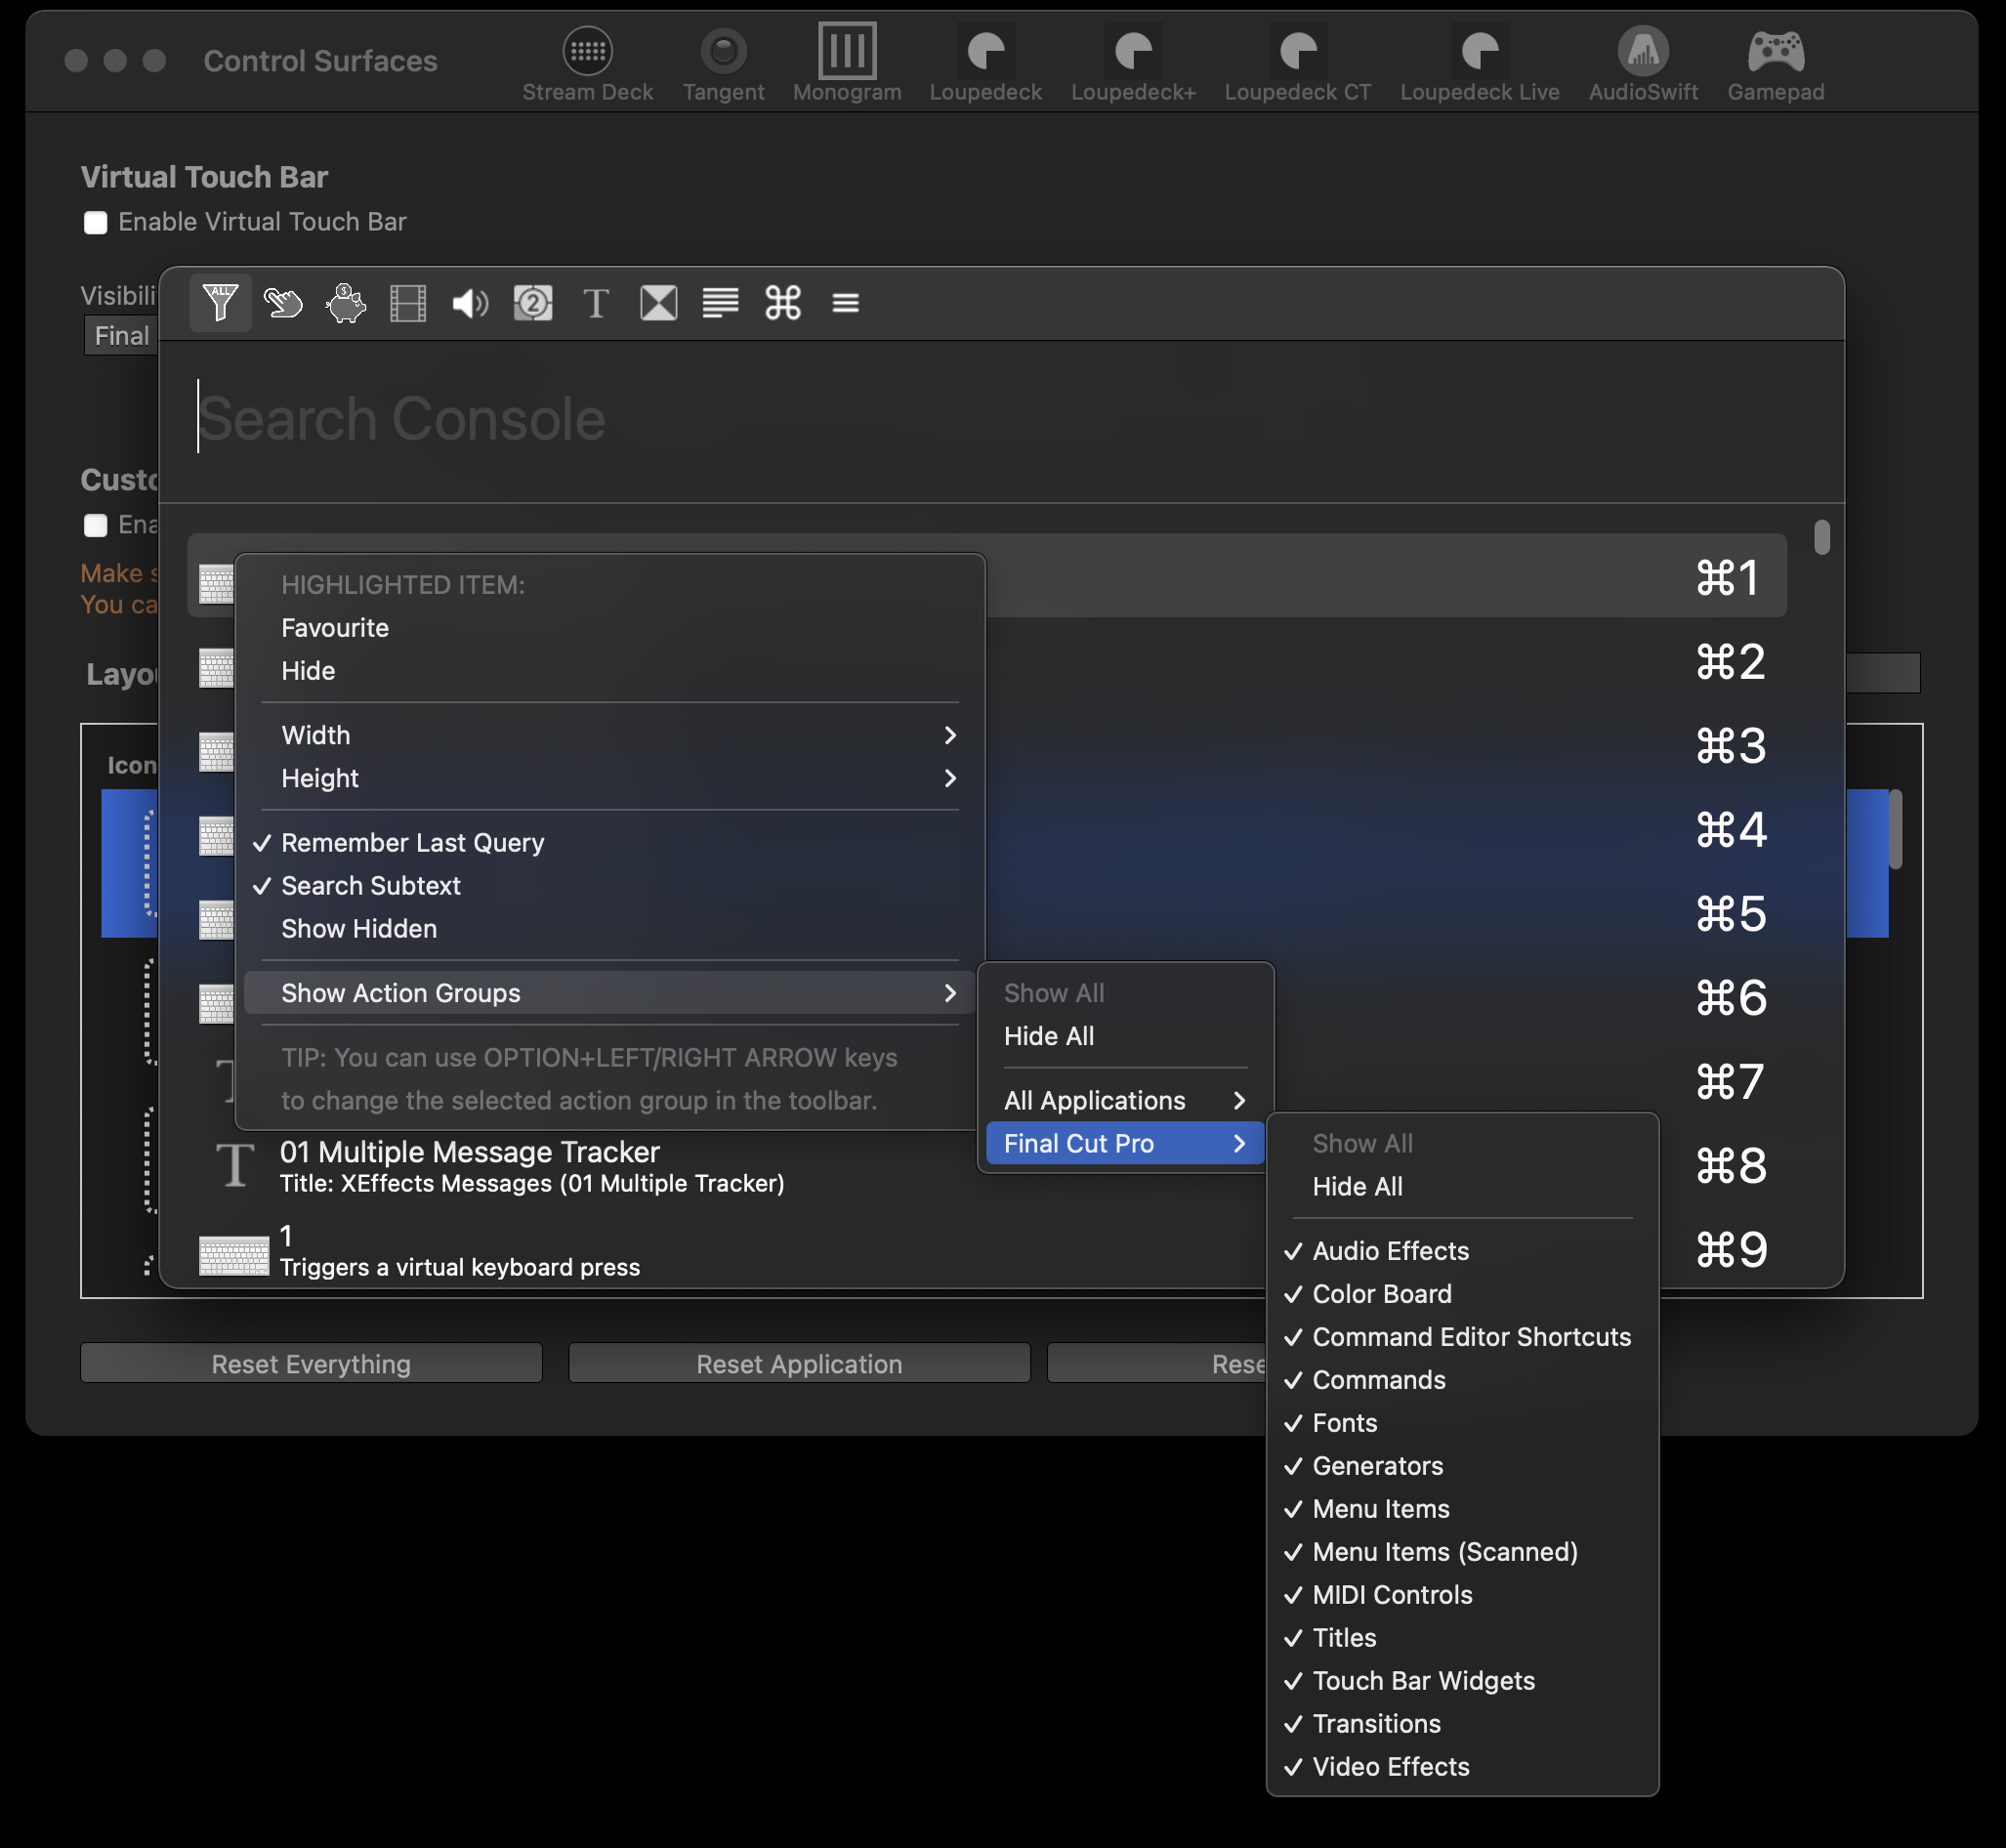 Control Surfaces
Stream Deck
Tangent
Monogram
Loupedeck
Loupedeck+
Loupedeck CT
Loupedeck Live
AudioSwift
Gamepad
Virtual Touch Bar
Enable Virtual Touch Bar
Final
ALL
2
T
Search Console
Make
You
Icon
⌘1
⌘2
⌘3
⌘4
⌘5
⌘6
⌘7
⌘8
⌘9
HIGHLIGHTED ITEM:
Favourite
Hide
Width
Height
Remember Last Query
Search Subtext
Show Hidden
Show Action Groups
TIP: You can use OPTION+LEFT/RIGHT ARROW keys
to change the selected action group in the toolbar.
Show All
Hide All
All Applications
Final Cut Pro
Show All
Hide All
Audio Effects
Color Board
Command Editor Shortcuts
Commands
Fonts
Generators
Menu Items
Menu Items (Scanned)
MIDI Controls
Titles
Touch Bar Widgets
Transitions
Video Effects
T
01 Multiple Message Tracker
Title: XEffects Messages (01 Multiple Tracker)
1
Triggers a virtual keyboard press
Reset Everything
Reset Application